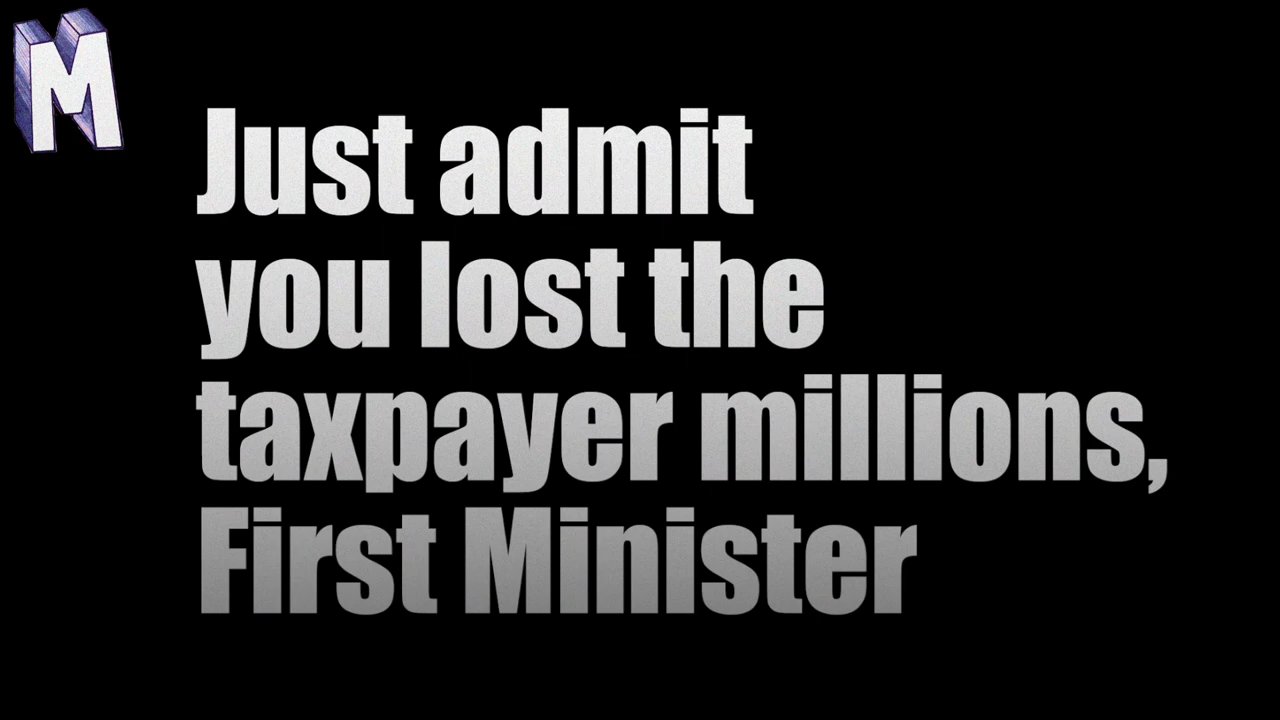 M
Just admit
you lost the
taxpayer millions,
First Minister